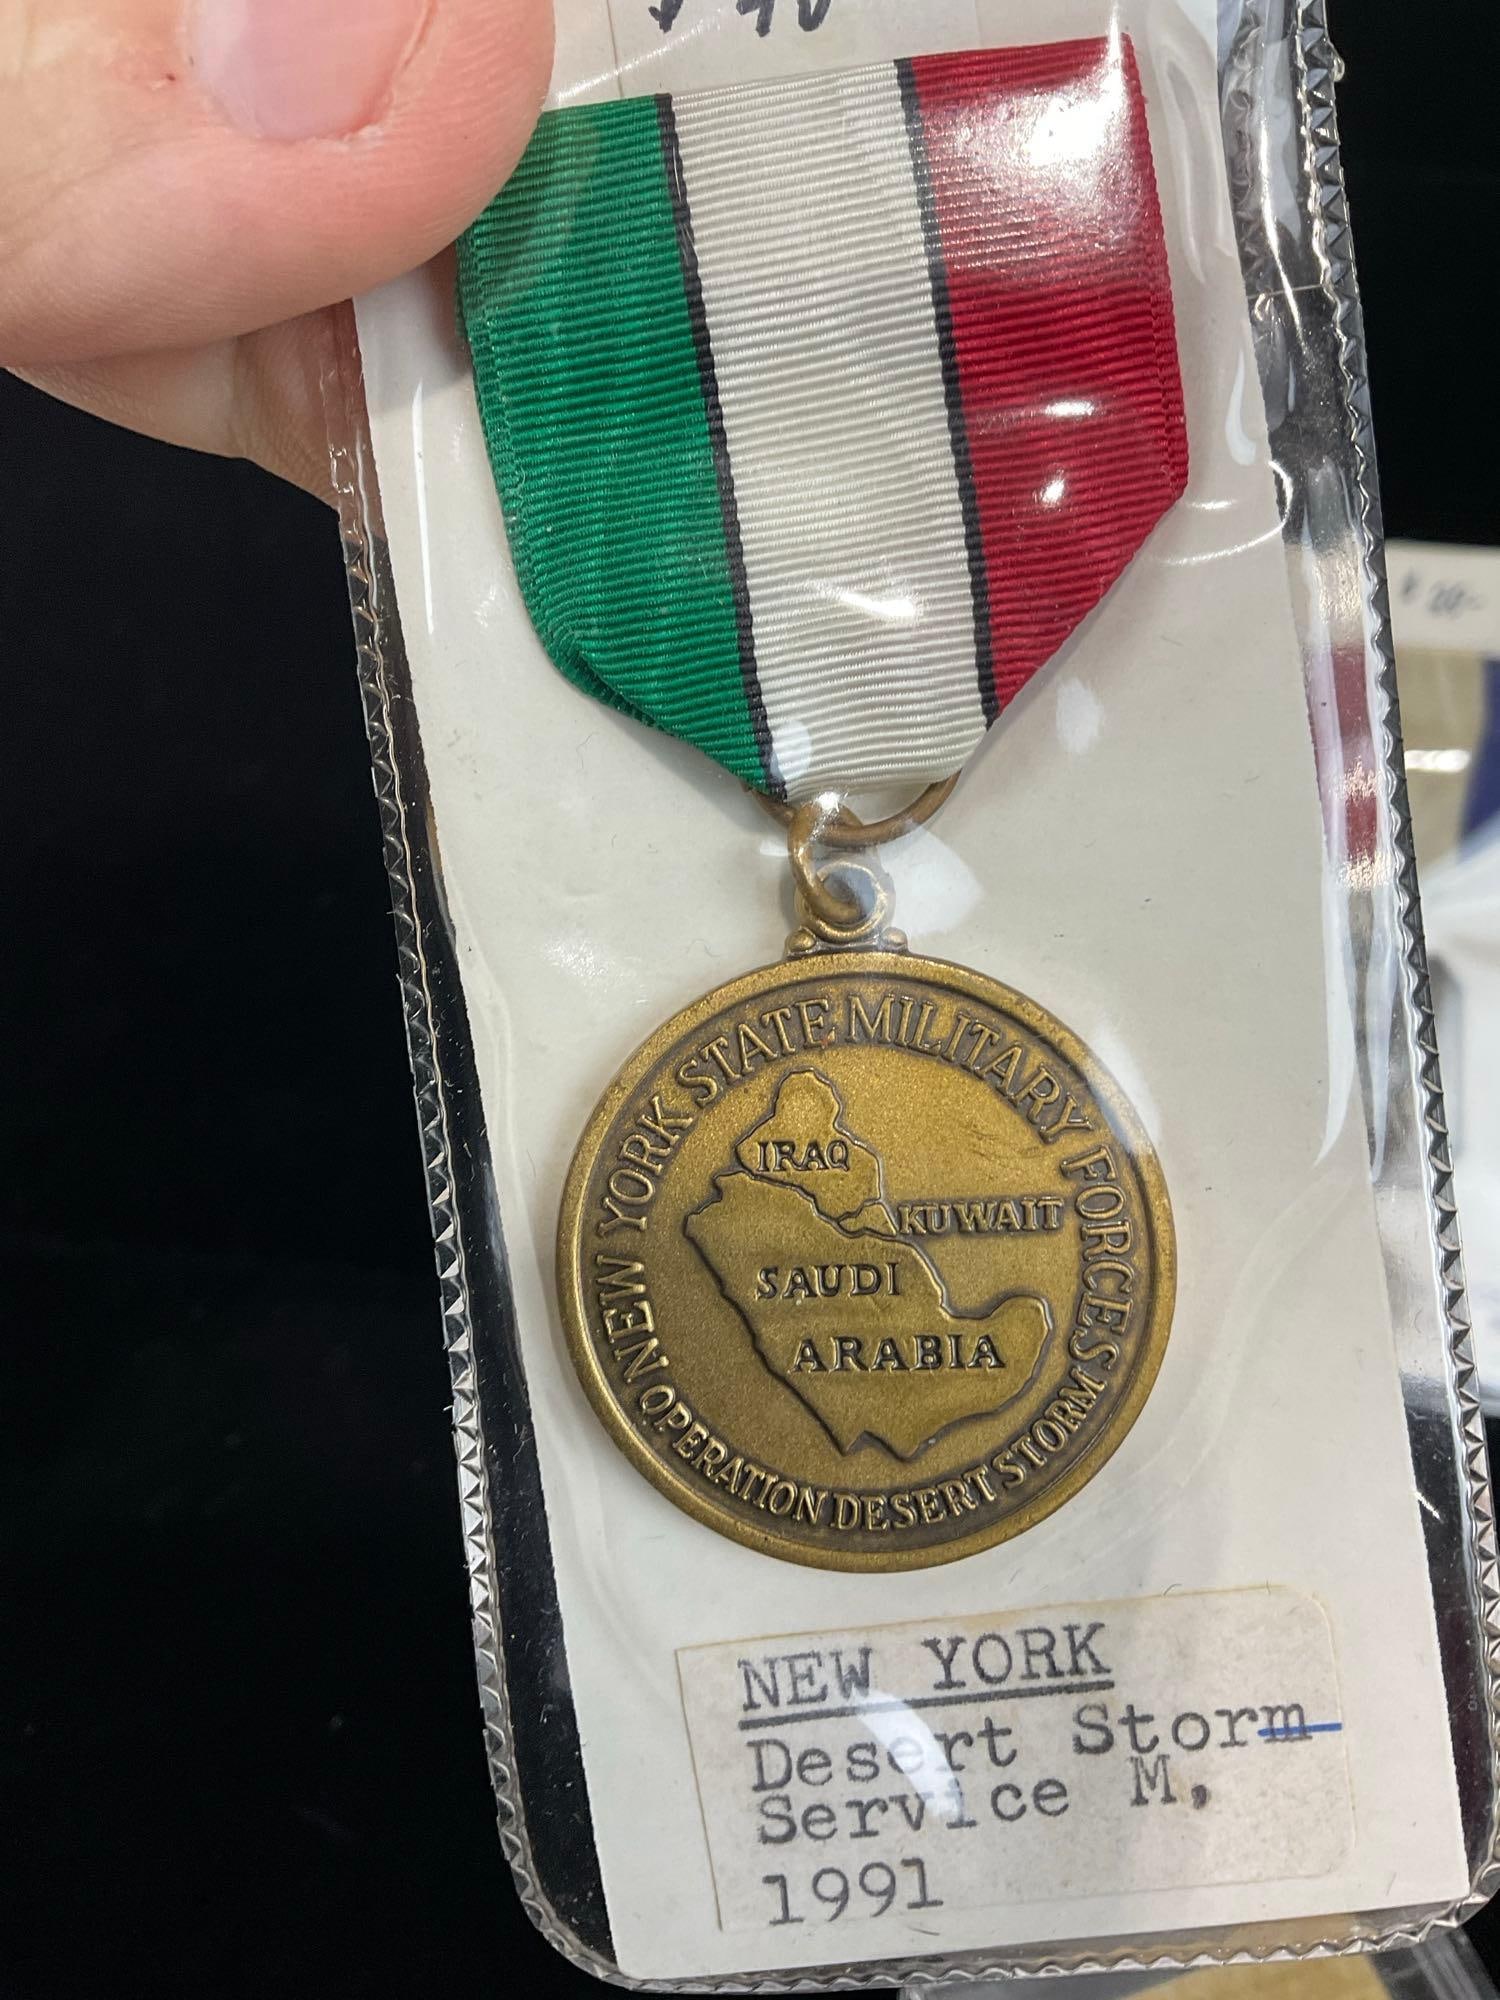 NEW YORK STATE MILITARY FORCES
IRAQ
KUWAIT
SAUDI
ARABIA
OPERATION DESERT STORM
NEW YORK
Desert Storm
Service M,
1991